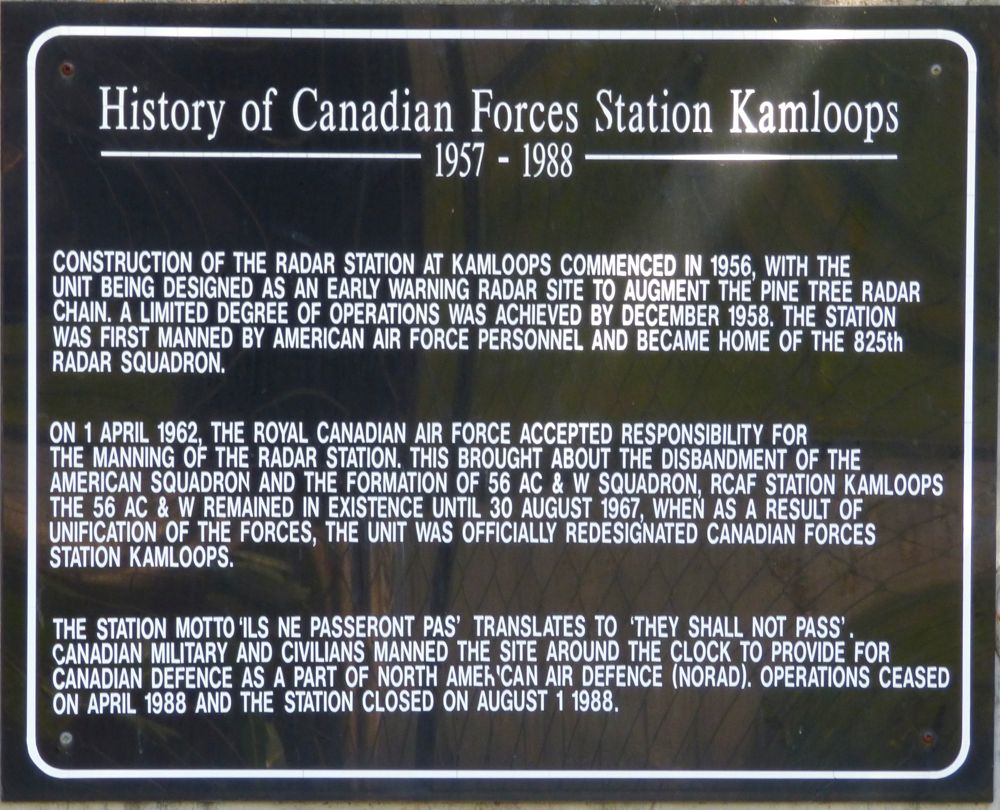 History of Canadian Forces Station Kamloops
1957 - 1988
CONSTRUCTION OF THE RADAR STATION AT KAMLOOPS COMMENCED IN 1956, WITH THE
UNIT BEING DESIGNED AS AN EARLY WARNING RADAR SITE TO AUGMENT THE PINE TREE RADAR
CHAIN. A LIMITED DEGREE OF OPERATIONS WAS ACHIEVED BY DECEMBER 1958. THE STATION
WAS FIRST MANNED BY AMERICAN AIR FORCE PERSONNEL AND BECAME HOME OF THE 825th
RADAR SQUADRON.
ON 1 APRIL 1962, THE ROYAL CANADIAN AIR FORCE ACCEPTED RESPONSIBILITY FOR
THE MANNING OF THE RADAR STATION. THIS BROUGHT ABOUT THE DISBANDMENT OF THE
AMERICAN SQUADRON AND THE FORMATION OF 56 AC & W SQUADRON, RCAF STATION KAMLOOPS
THE 56 AC & W REMAINED IN EXISTENCE UNTIL 30 AUGUST 1967, WHEN AS A RESULT OF
UNIFICATION OF THE FORCES, THE UNIT WAS OFFICIALLY REDESIGNATED CANADIAN FORCES
STATION KAMLOOPS.
THE STATION MOTTO 'ILS NE PASSERONT PAS' TRANSLATES TO 'THEY SHALL NOT PASS'.
CANADIAN MILITARY AND CIVILIANS MANNED THE SITE AROUND THE CLOCK TO PROVIDE FOR
CANADIAN DEFENCE AS A PART OF NORTH AMERICAN AIR DEFENCE (NORAD). OPERATIONS CEASED
ON APRIL 1988 AND THE STATION CLOSED ON AUGUST 1 1988.